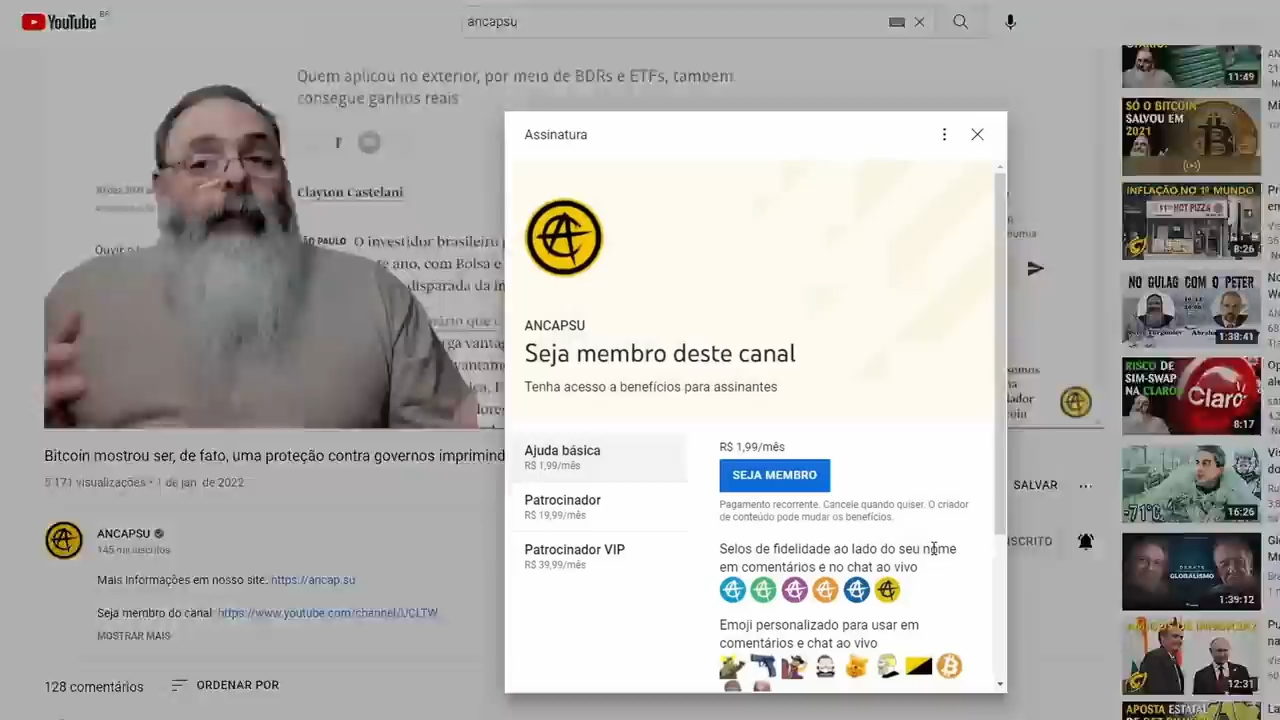 YouTube BR
ancapsu
Quem aplicou no exterior, por meio de BDRs e ETFs, também
consegue ganhos reais
Clayton Castelani
SÃO PAULO O investidor brasileiro
e ano, com Bolsa e
disparada da
Assinatura
ANCAPSU
Seja membro deste canal
Tenha acesso a benefícios para assinantes
Ajuda básica
R$ 1,99/mês
Patrocinador
R$ 19,99/mês
Patrocinador VIP
R$ 39,99/mês
R$ 1,99/mês
SEJA MEMBRO
Pagamento recorrente. Cancele quando quiser. O criador
de conteúdo pode mudar os benefícios.
Selos de fidelidade ao lado do seu nome
em comentários e no chat ao vivo
Emoji personalizado para usar em
comentários e chat ao vivo
Bitcoin mostrou ser, de fato, uma proteção contra governos imprimind
5 171 visualizações • 1 de jan. de 2022
SALVAR
ANCAPSU
145 mil inscritos
INSCRITO
Mais informações em nosso site: https://ancap.su
Seja membro do canal: https://www.youtube.com/channel/UCLTW
MOSTRAR MAIS
128 comentários
ORDENAR POR
11:49
SÓ O BITCOIN
SALVOU EM
2021
INFLAÇÃO NO 1º MUNDO
HOT PIZZA
8:26
NO GULAG COM O PETER
1:38:41
RISCO DE
SIM-SWAP
NA CLARO
Claro
8:17
-71°C
16:26
DEBATE
GLOBALISMO
1:39:12
12:31
APOSTA ESTATAL